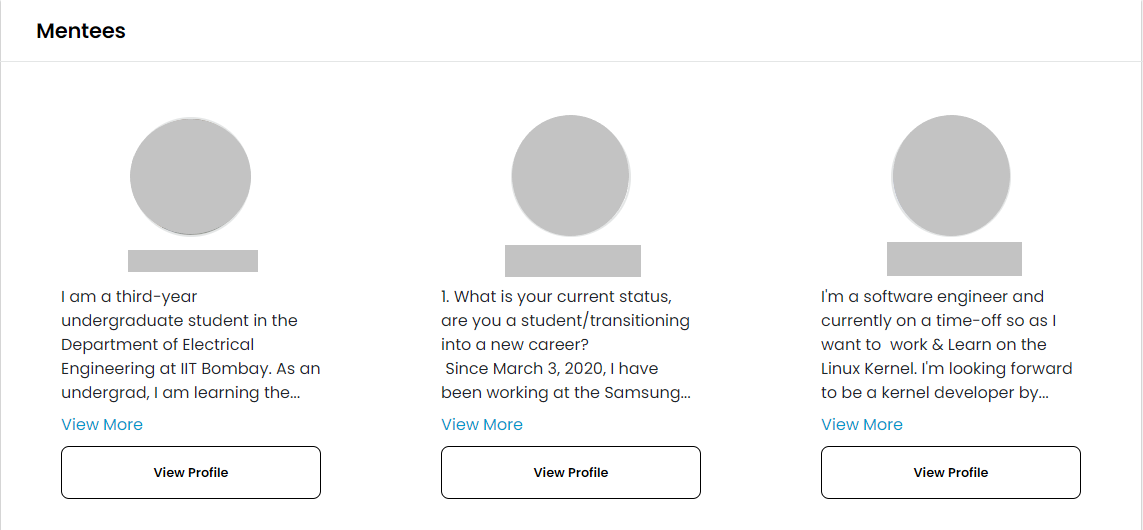 Mentees
I am a third-year
undergraduate student in the
Department of Electrical
Engineering at IIT Bombay. As an
undergrad, I am learning the...
View More
View Profile
1. What is your current status,
are you a student/transitioning
into a new career?
Since March 3, 2020, I have
been working at the Samsung...
View More
View Profile
I'm a software engineer and
currently on a time-off so as I
want to  work & Learn on the
Linux Kernel. I'm looking forward
to be a kernel developer by...
View More
View Profile